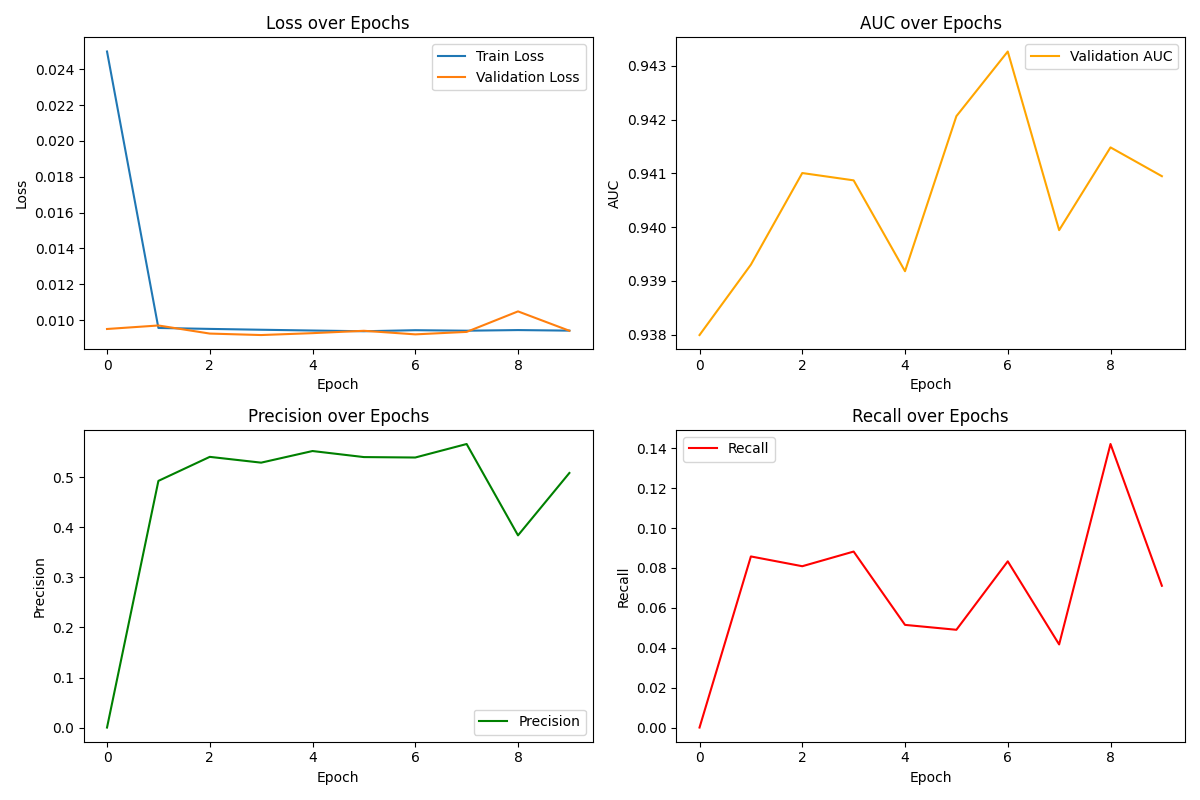 Loss over Epochs
Loss
0.024
0.022
0.020
0.018
0.016
0.014
0.012
0.010
Train Loss
Validation Loss
0 2 4 6 8
Epoch
AUC over Epochs
AUC
0.943
0.942
0.941
0.940
0.939
0.938
Validation AUC
0 2 4 6 8
Epoch
Precision over Epochs
Precision
0.5
0.4
0.3
0.2
0.1
0.0
Precision
0 2 4 6 8
Epoch
Recall over Epochs
Recall
0.14
0.12
0.10
0.08
0.06
0.04
0.02
0.00
Recall
0 2 4 6 8
Epoch